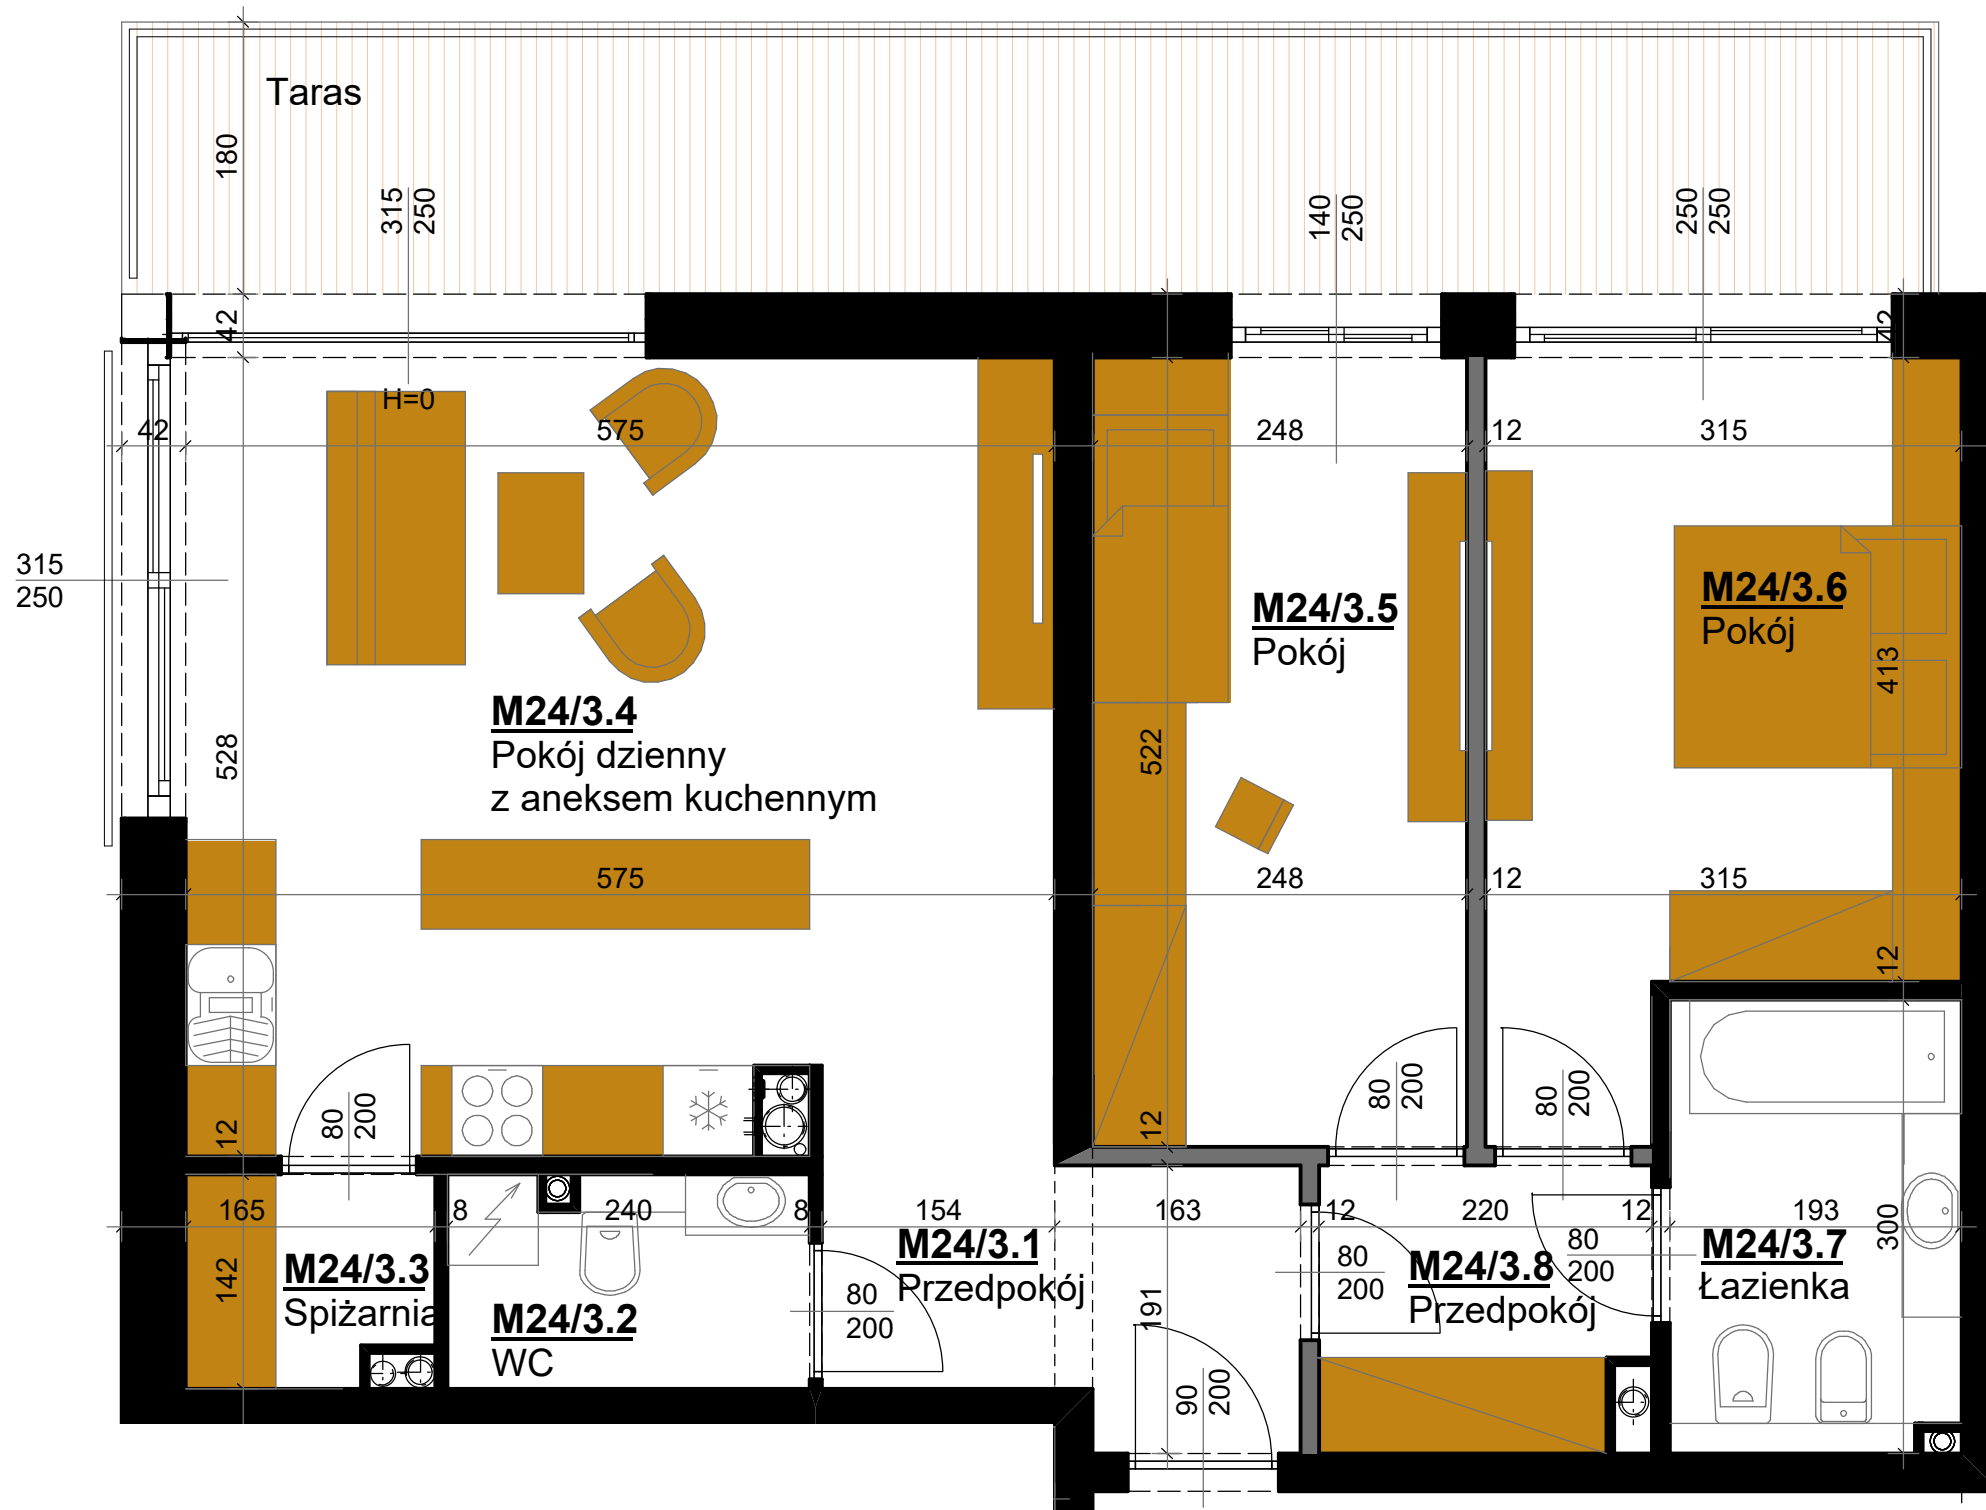 Taras
180
315
250
140
250
250
250
42
42
H=0
42
575
248
12
315
315
250
M24/3.6
Pokój
M24/3.5
Pokój
413
M24/3.4
Pokój dzienny
z aneksem kuchennym
528
522
575
248
12
315
12
80
200
80
200
80
200
12
12
165
8
240
8
154
163
12
220
12
193
300
M24/3.3
Spiżarnia
142
M24/3.2
WC
80
200
M24/3.1
Przedpokój
191
80
200
M24/3.8
Przedpokój
80
200
M24/3.7
Łazienka
90
200